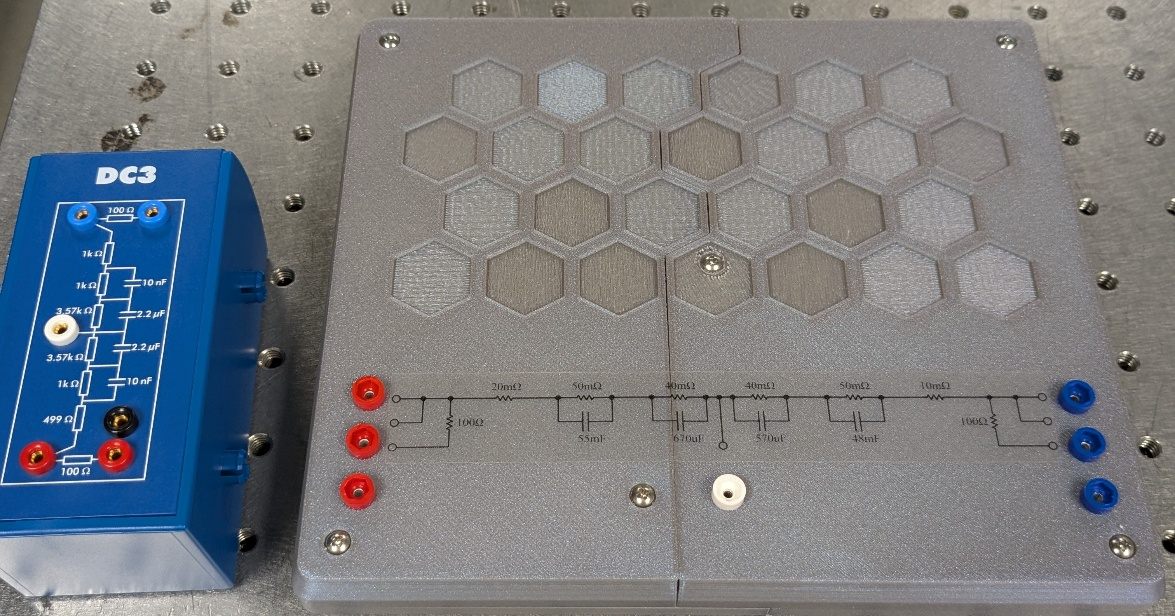 DC3
100 Ω
1k Ω
1k Ω
10 nF
3.57k Ω
2.2 µF
3.57k Ω
2.2 µF
1k Ω
10 nF
499 Ω
100 Ω
20mΩ
50mΩ
40mΩ
40mΩ
50mΩ
10mΩ
100Ω
100Ω
55mF
670uF
570uF
48mF